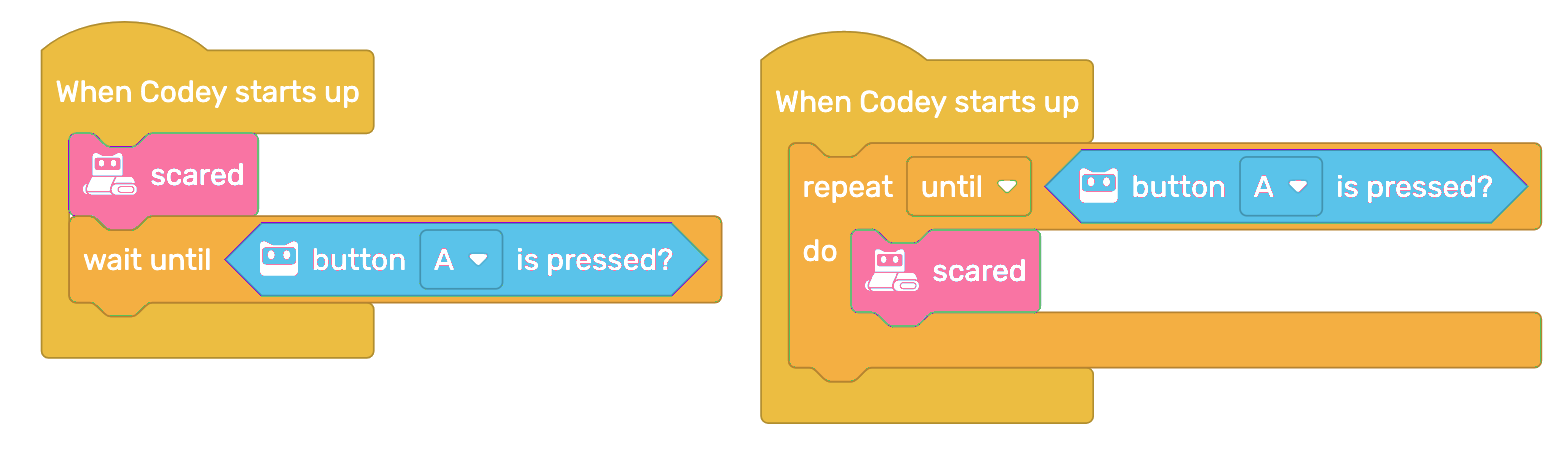 When Codey starts up
scared
wait until button A is pressed?
When Codey starts up
repeat until button A is pressed?
do scared